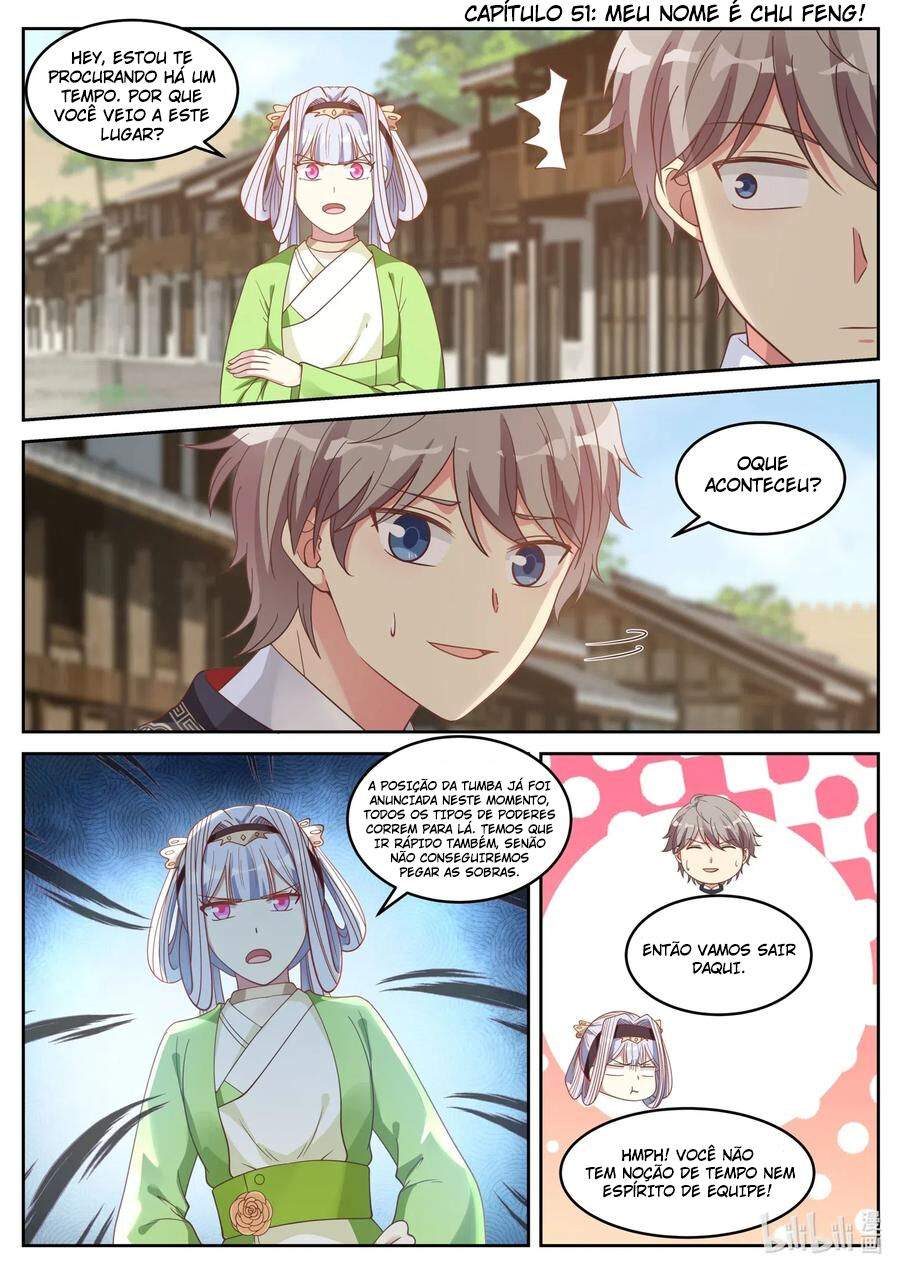 CAPÍTULO 51: MEU NOME É CHU FENG!
HEY, ESTOU TE
PROCURANDO HÁ UM
TEMPO. POR QUE
VOCÊ VEIO A ESTE
LUGAR?
OQUE
ACONTECEU?
A POSIÇÃO DA TUMBA JÁ FOI
ANUNCIADA NESTE MOMENTO,
TODOS OS TIPOS DE PODERES
CORREM PARA LÁ. TEMOS QUE
IR RÁPIDO TAMBÉM, SENÃO
NÃO CONSEGUIREMOS
PEGAR AS SOBRAS.
ENTÃO VAMOS SAIR
DAQUI.
HMPH! VOCÊ NÃO
TEM NOÇÃO DE TEMPO NEM
ESPÍRITO DE EQUIPE!
bilibili 漫画